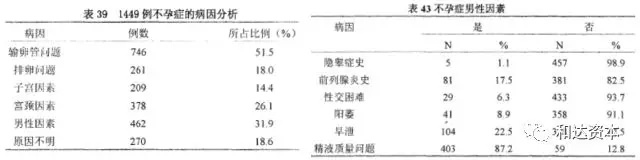 表 39 1449 例不孕症的病因分析
病因 例数 所占比例（%）
输卵管问题 746 51.5
排卵问题 261 18.0
子宫因素 209 14.4
宫颈因素 378 26.1
男性因素 462 31.9
原因不明 270 18.6
表 43 不孕症男性因素
病因 是 否
N % N %
隐睾症史 5 1.1 457 98.9
前列腺炎史 81 17.5 381 82.5
性交困难 29 6.3 433 93.7
阳萎 41 8.9 358 91.1
早泄 104 22.5
精液质量问题 403 87.2 59 12.8
和达资本